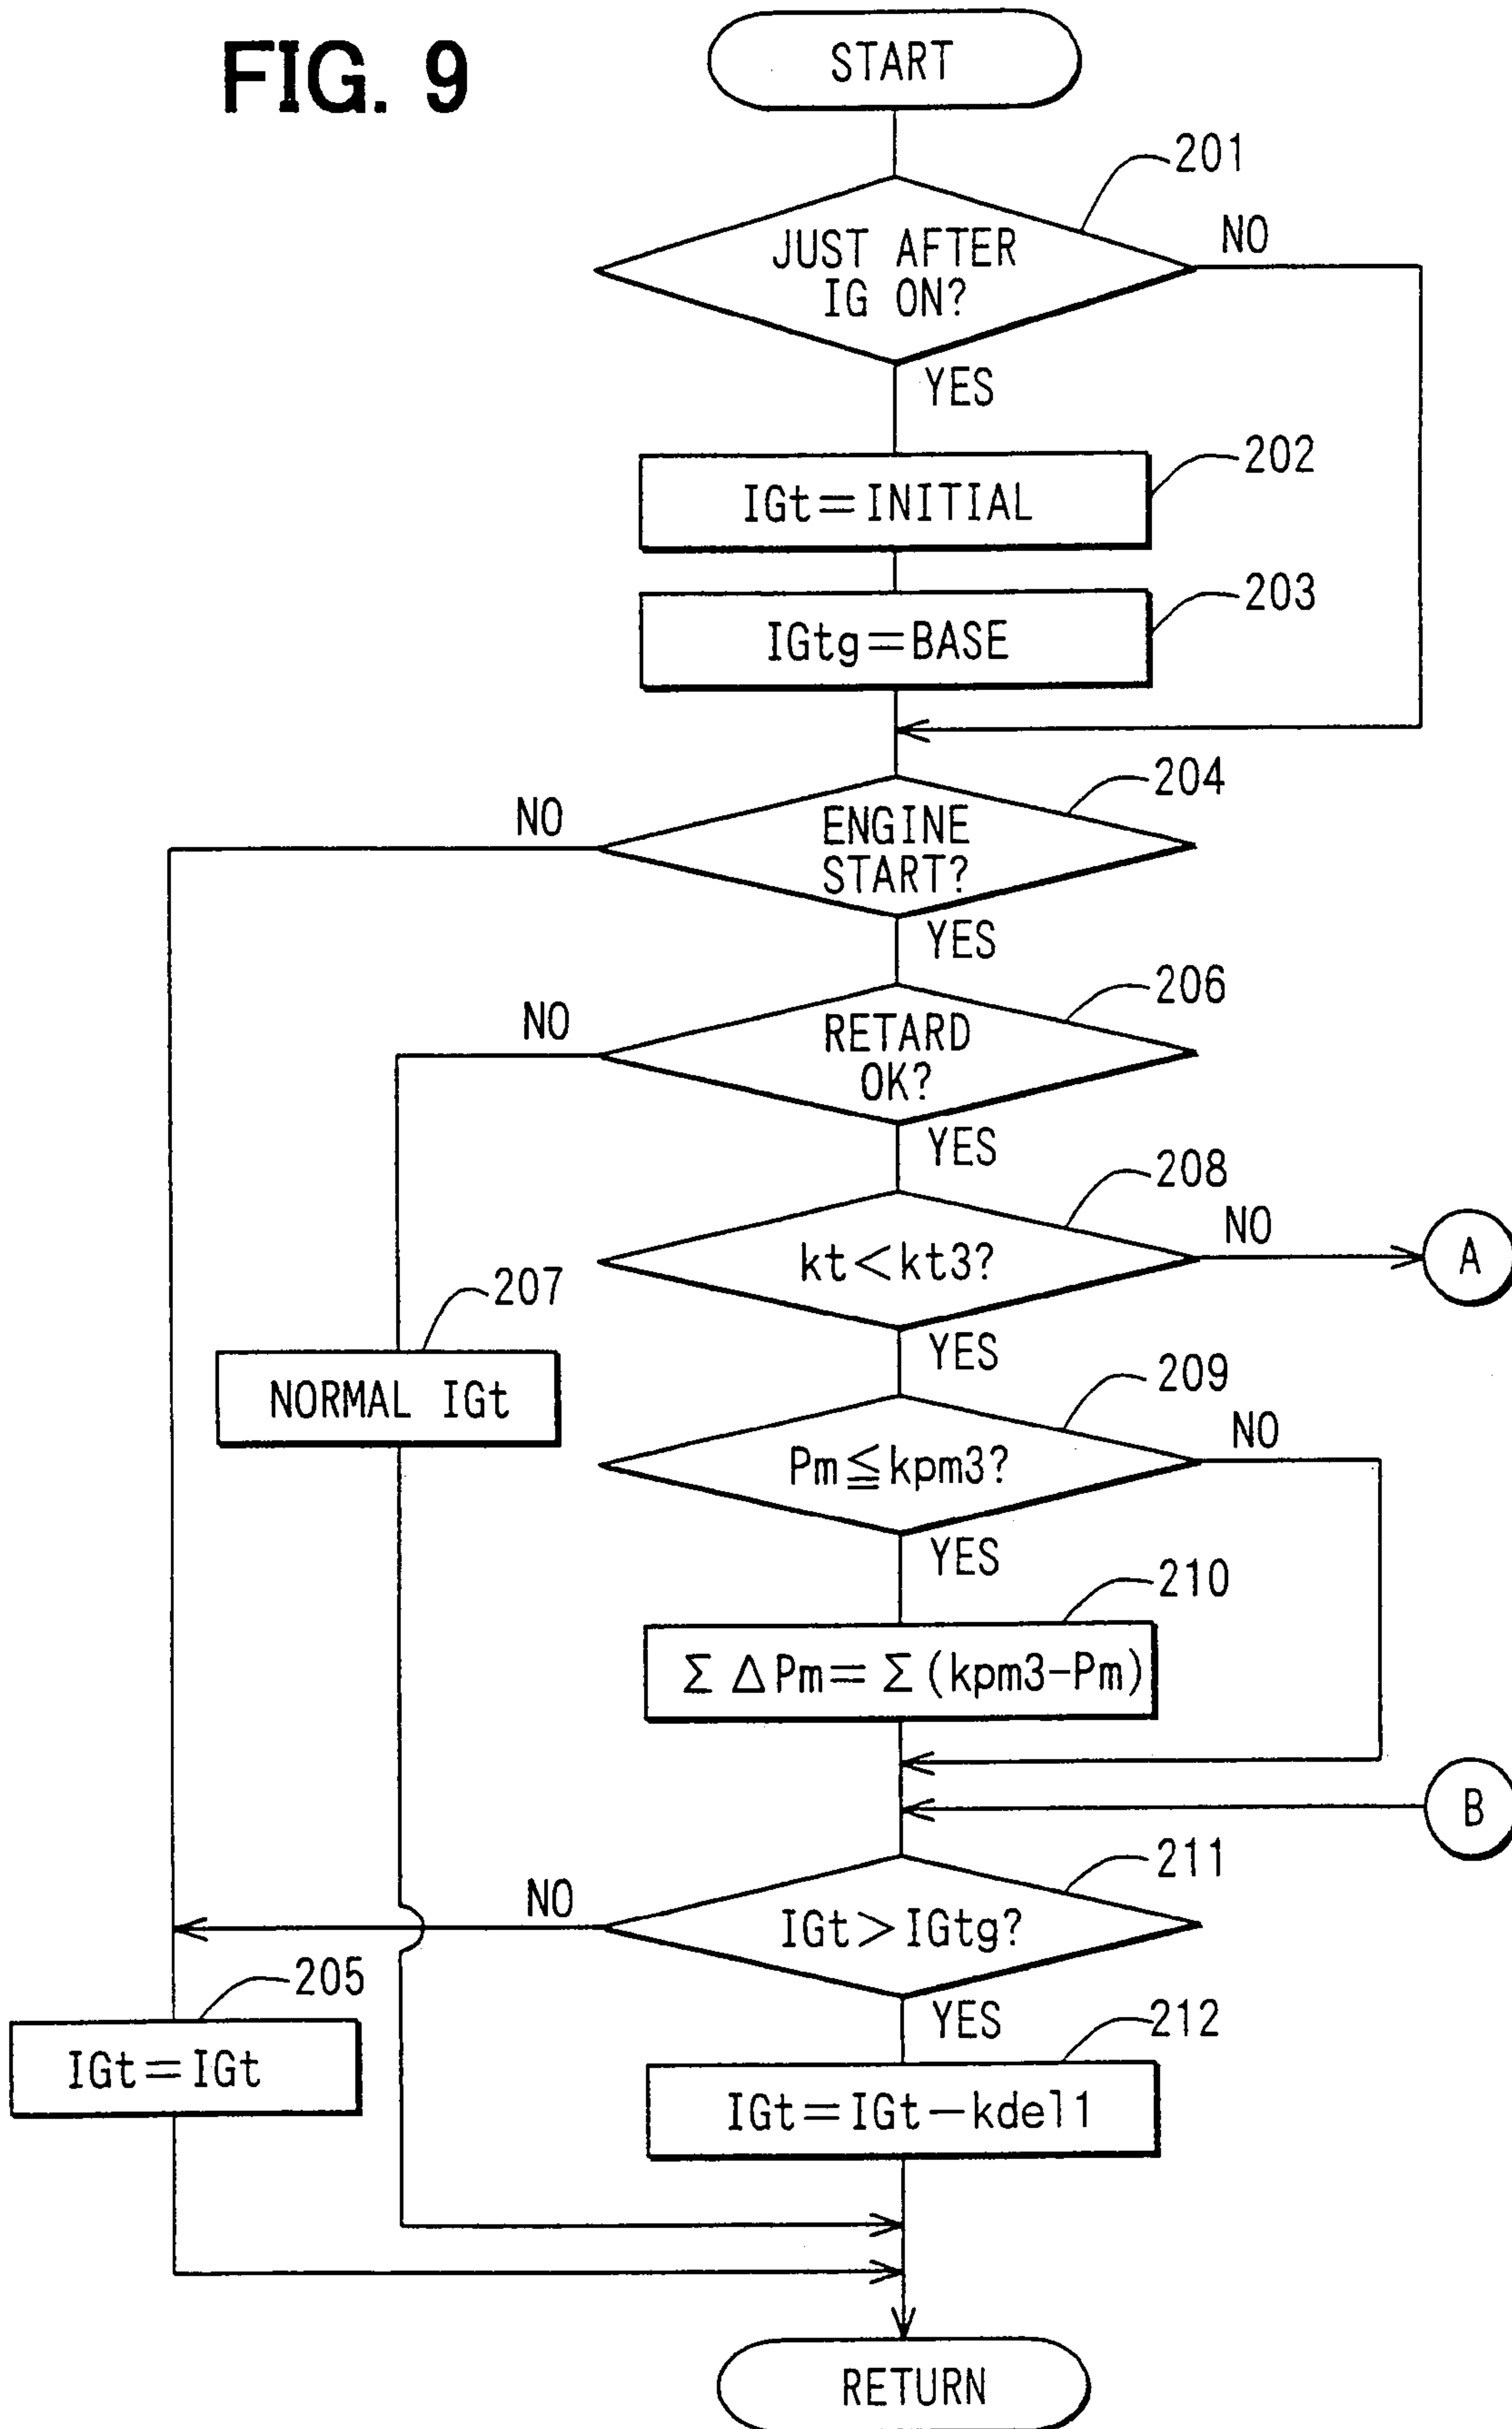 FIG. 9
START
201
JUST AFTER
IG ON?
NO
YES
202
IGt=INITIAL
203
IGtg=BASE
204
NO
ENGINE
START?
YES
206
NO
RETARD
OK?
YES
208
kt<kt3?
NO
A
YES
207
NORMAL IGt
209
Pm≦kpm3?
NO
YES
210
Σ ΔPm=Σ(kpm3-Pm)
B
211
NO
IGt>IGtg?
YES
205
IGt=IGt
212
IGt=IGt-kdel1
RETURN